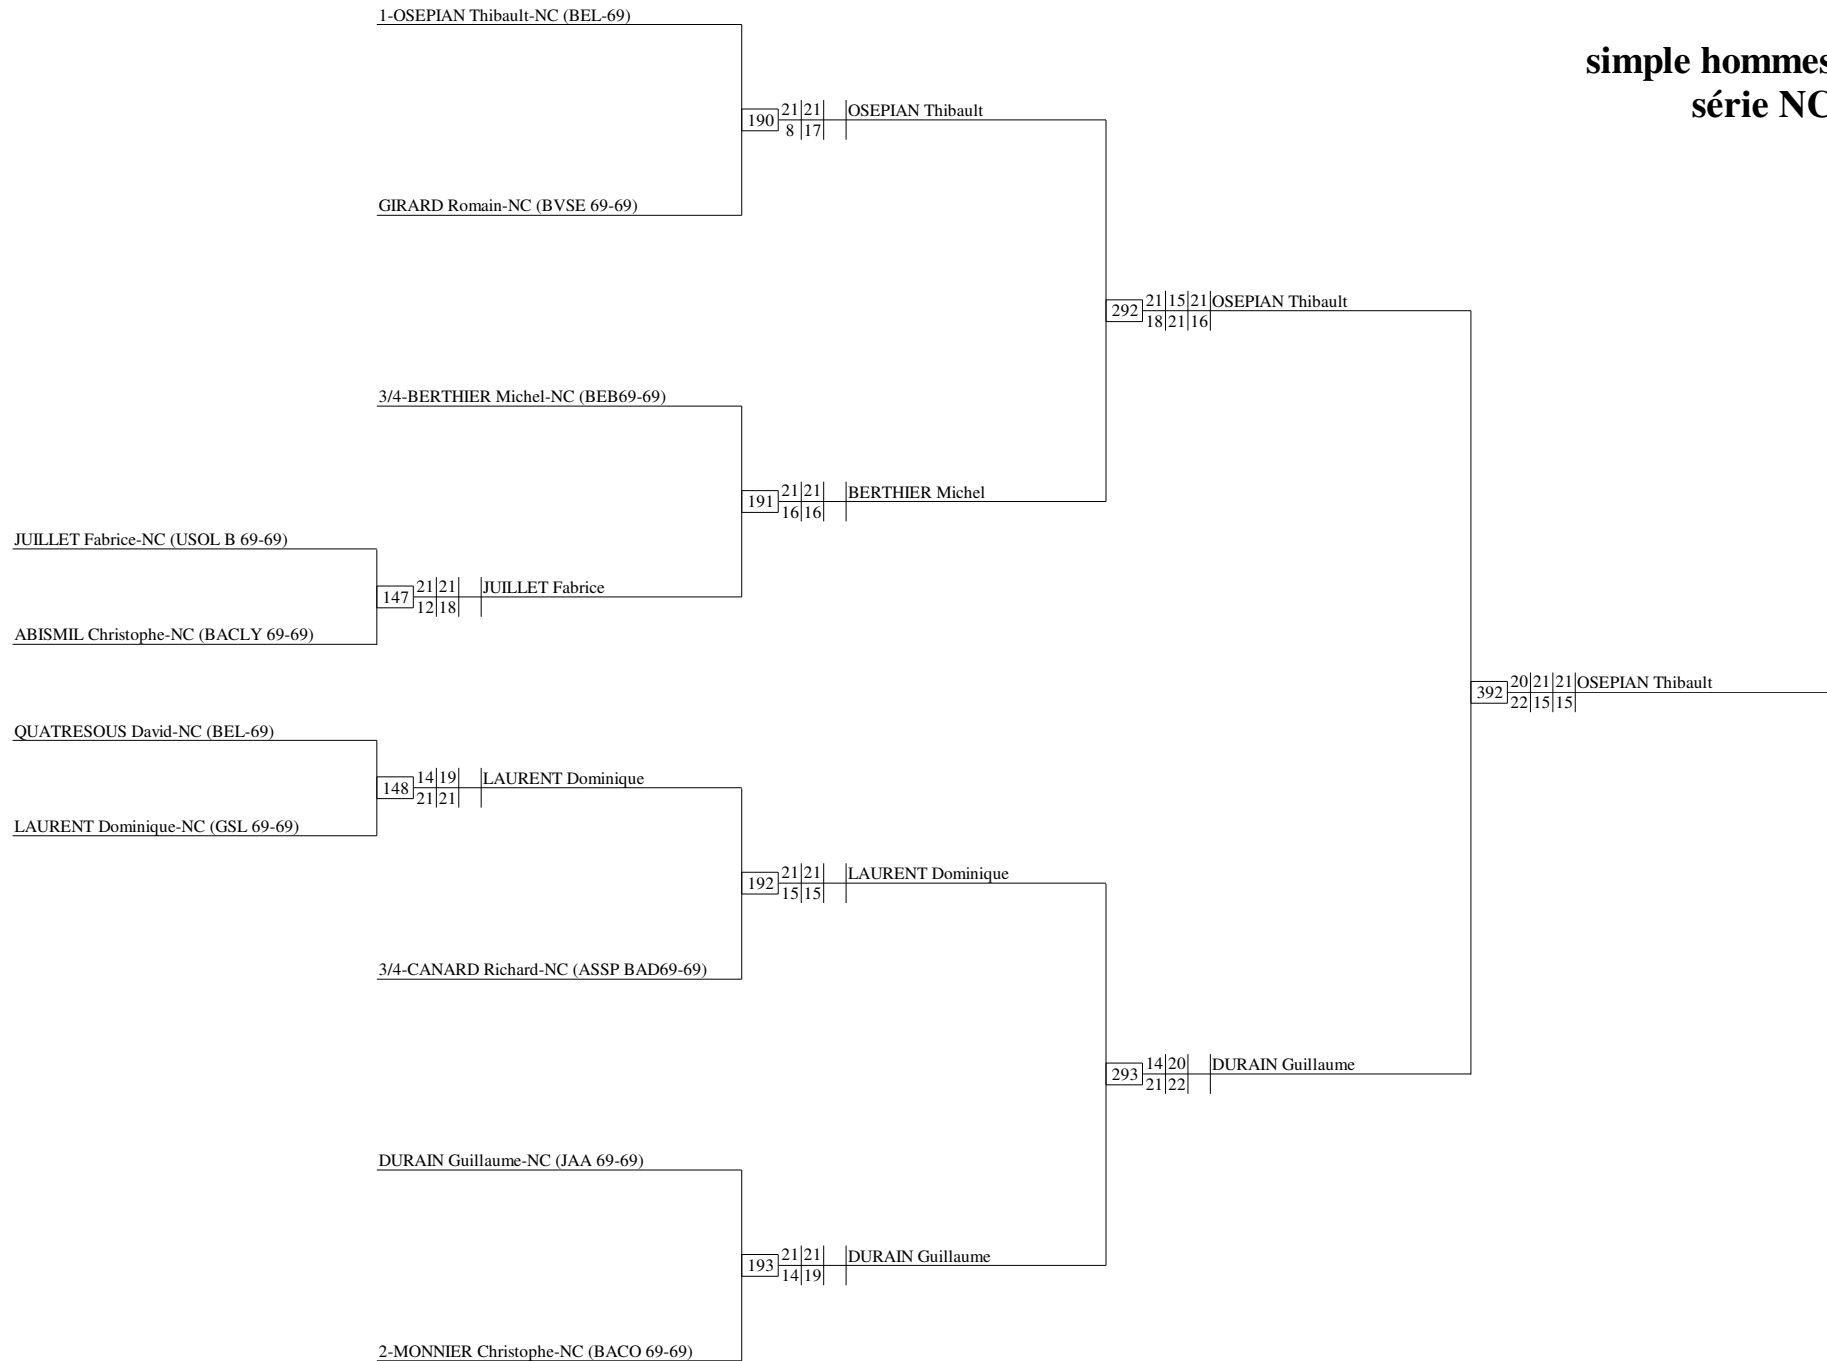 1-OSEPIAN Thibault-NC (BEL-69)
simple hommes
série NC
190
21 21
8 17
OSEPIAN Thibault
GIRARD Romain-NC (BVSE 69-69)
292
21 15 21
18 21 16
OSEPIAN Thibault
3/4-BERTHIER Michel-NC (BEB69-69)
191
21 21
16 16
BERTHIER Michel
JUILLET Fabrice-NC (USOL B 69-69)
147
21 21
12 18
JUILLET Fabrice
ABISMIL Christophe-NC (BACLY 69-69)
392
20 21 21
22 15 15
OSEPIAN Thibault
QUATRESOUS David-NC (BEL-69)
148
14 19
21 21
LAURENT Dominique
LAURENT Dominique-NC (GSL 69-69)
192
21 21
15 15
LAURENT Dominique
3/4-CANARD Richard-NC (ASSP BAD69-69)
293
14 20
21 22
DURAIN Guillaume
DURAIN Guillaume-NC (JAA 69-69)
193
21 21
14 19
DURAIN Guillaume
2-MONNIER Christophe-NC (BACO 69-69)